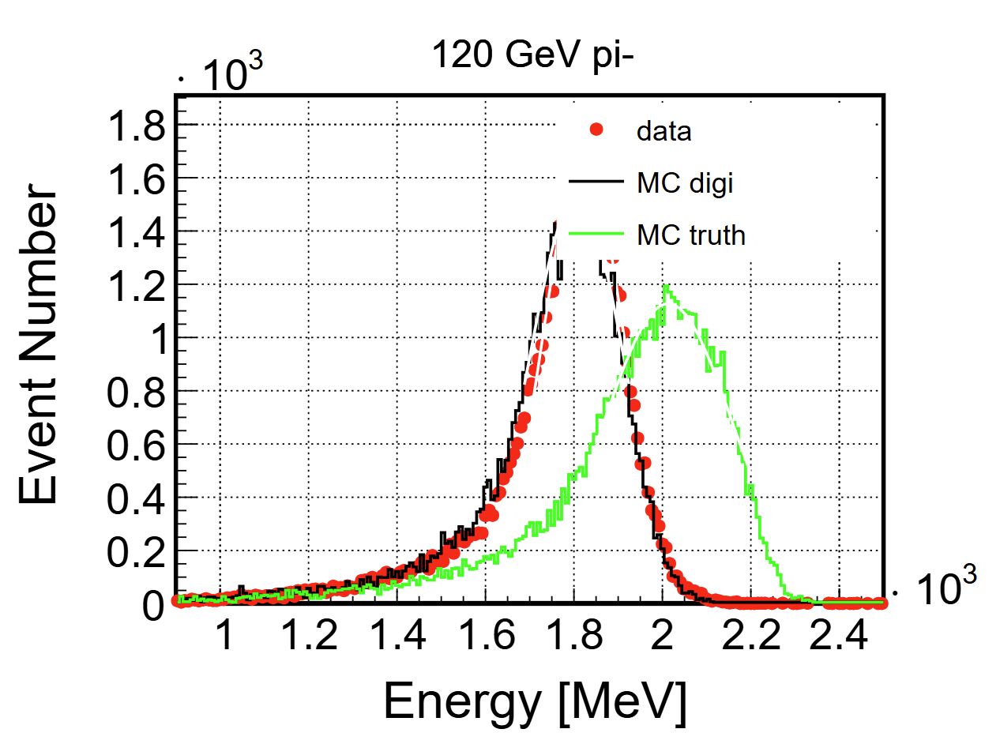 120 GeV pi-
· 10³
data
MC digi
MC truth
Event Number
1.8
1.6
1.4
1.2
1
0.8
0.6
0.4
0.2
0
1 1.2 1.4 1.6 1.8 2 2.2 2.4
· 10³
Energy [MeV]